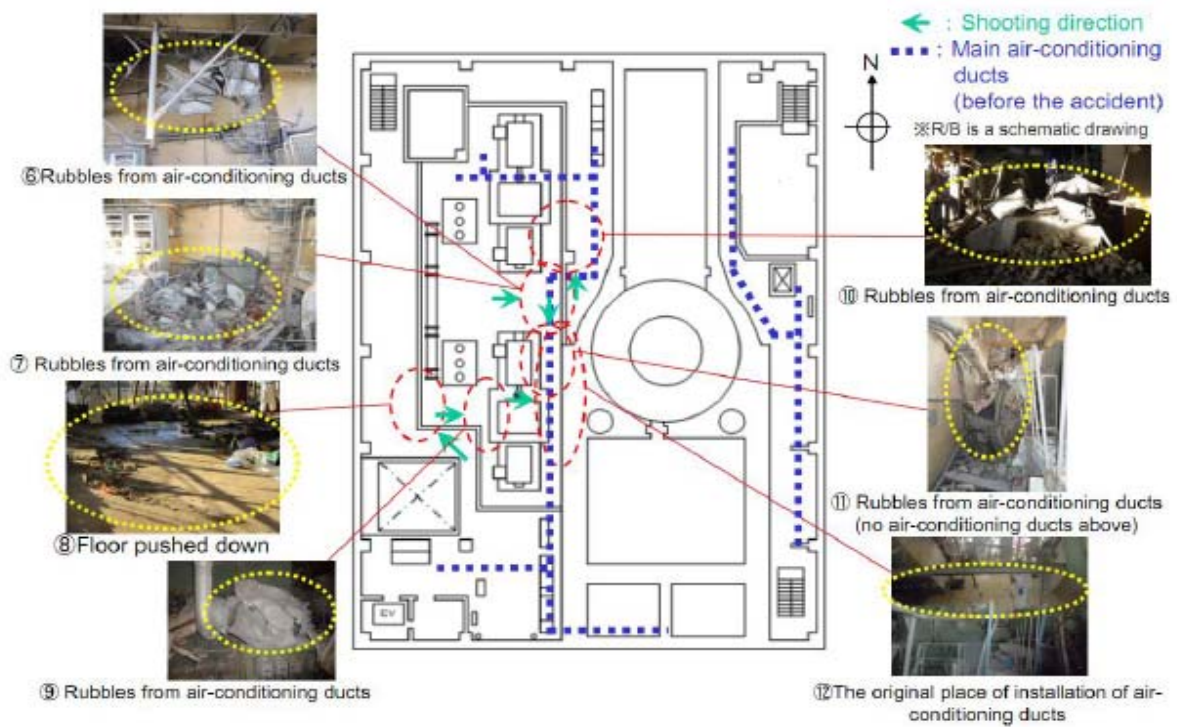 : Shooting direction
: Main air-conditioning
ducts
(before the accident)
N
※R/B is a schematic drawing
⑥Rubbles from air-conditioning ducts
⑦ Rubbles from air-conditioning ducts
⑧Floor pushed down
⑨ Rubbles from air-conditioning ducts
EV
⑩ Rubbles from air-conditioning ducts
⑪ Rubbles from air-conditioning ducts
(no air-conditioning ducts above)
⑫The original place of installation of air-
conditioning ducts